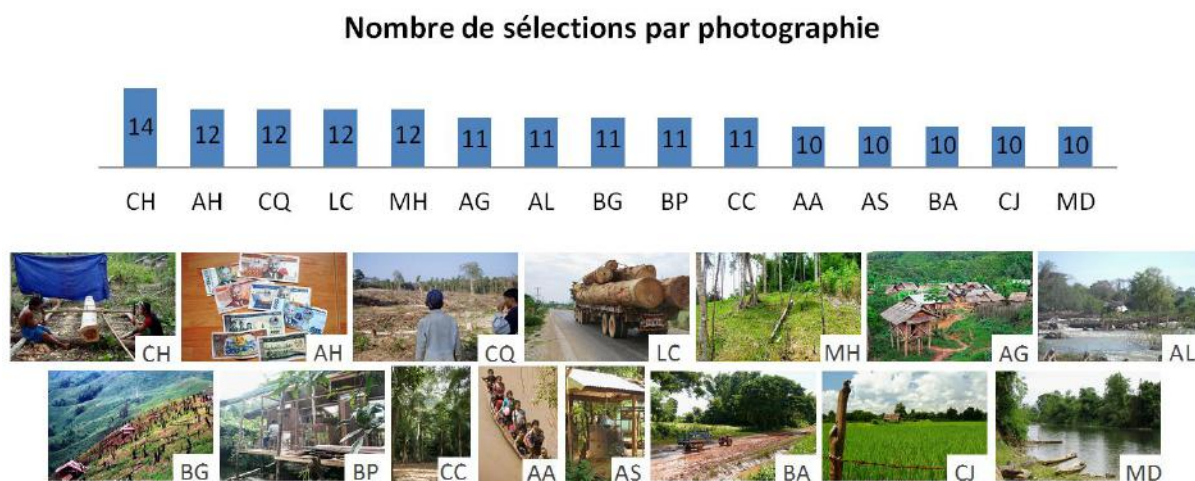 Nombre de sélections par photographie
14 12 12 12 12 11 11 11 11 11 10 10 10 10 10
CH AH CQ LC MH AG AL BG BP CC AA AS BA CJ MD
CH AH CQ LC MH AG AL
BG BP CC AA AS BA CJ MD